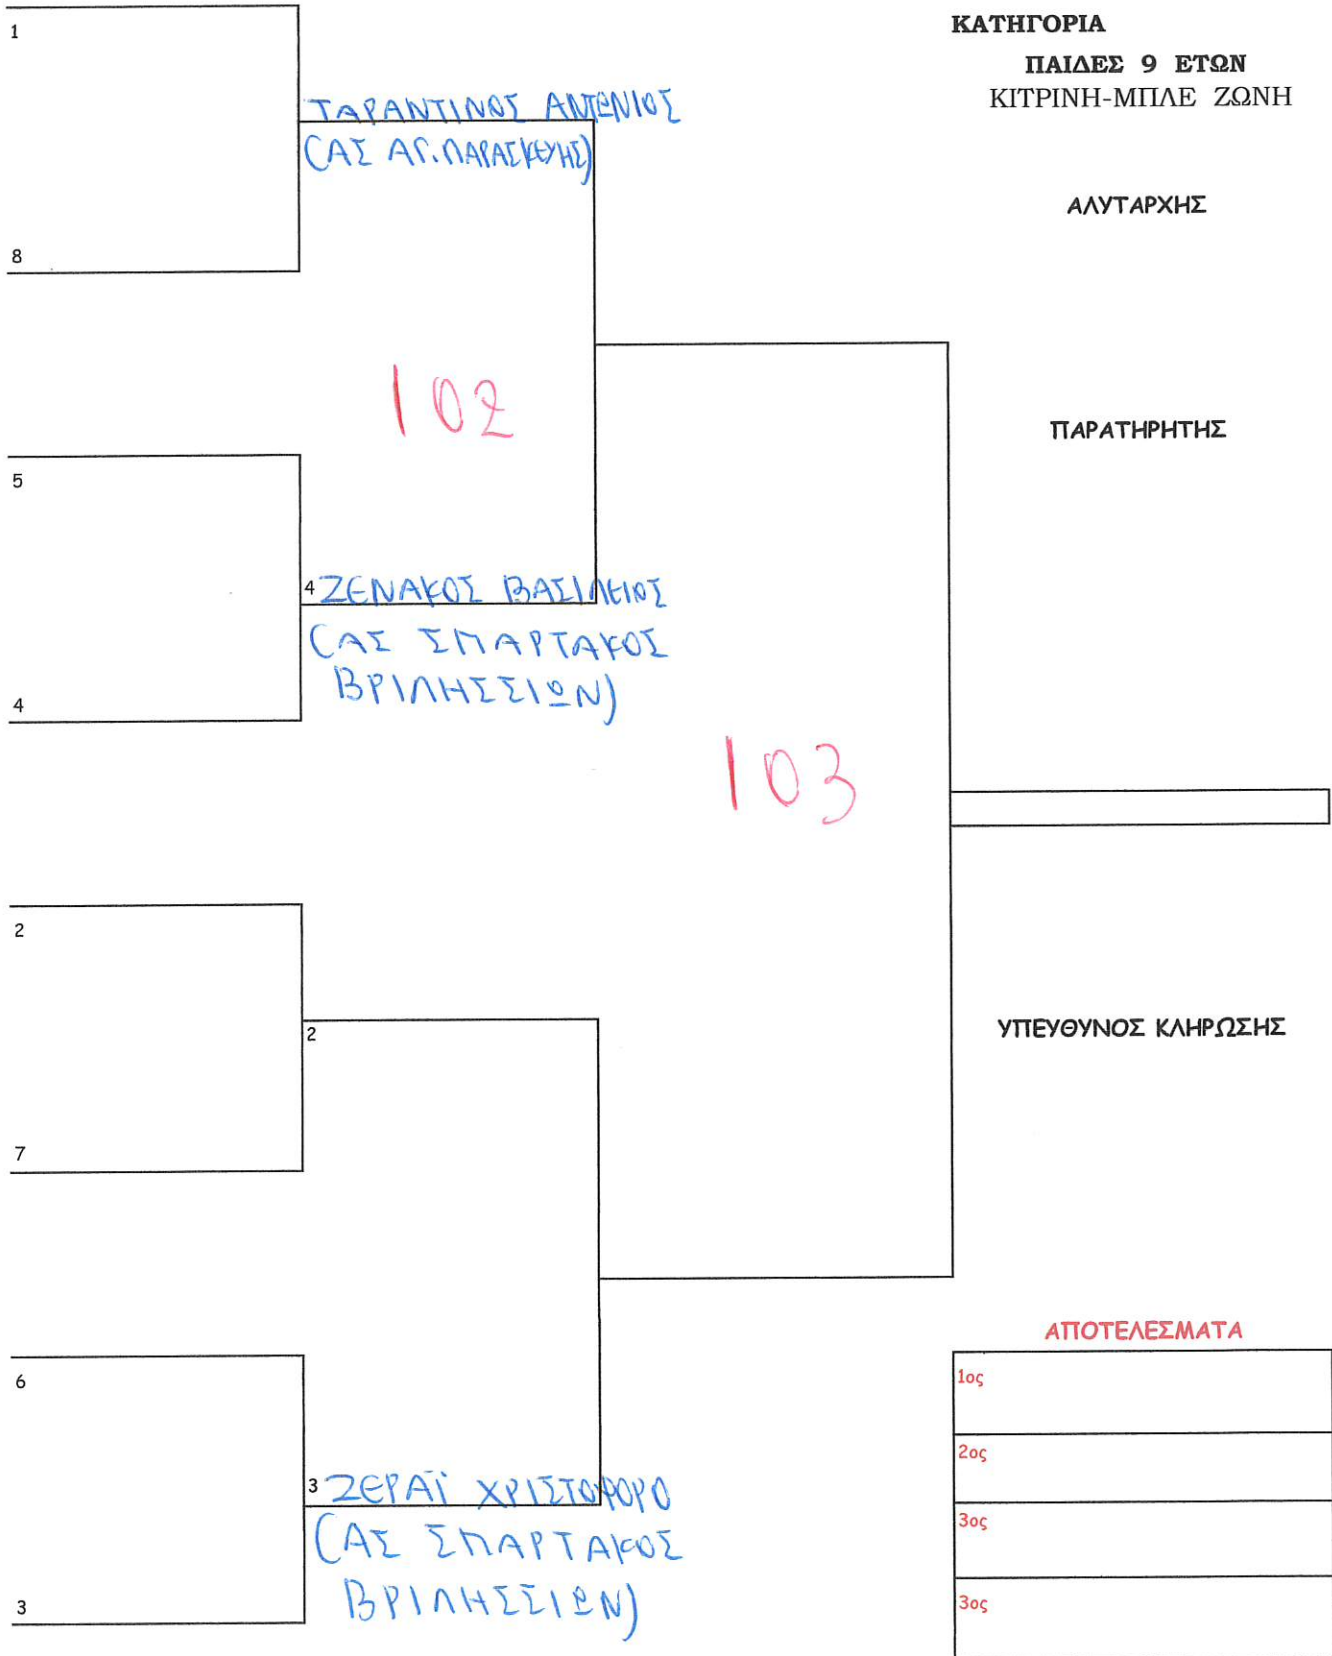 1
ΚΑΤΗΓΟΡΙΑ
ΠΑΙΔΕΣ 9 ΕΤΩΝ
ΚΙΤΡΙΝΗ-ΜΠΛΕ ΖΩΝΗ
ΤΑΡΑΝΤΙΝΟΣ ΑΝΤΩΝΙΟΣ
(ΑΣ ΑΓ. ΠΑΡΑΣΚΕΥΗΣ)
ΑΛΥΤΑΡΧΗΣ
8
102
ΠΑΡΑΤΗΡΗΤΗΣ
5
4 ΖΕΝΑΚΟΣ ΒΑΣΙΛΕΙΟΣ
(ΑΣ ΣΠΑΡΤΑΚΟΣ
ΒΡΙΛΗΣΣΙΩΝ)
4
103
2
2
ΥΠΕΥΘΥΝΟΣ ΚΛΗΡΩΣΗΣ
7
ΑΠΟΤΕΛΕΣΜΑΤΑ
6
1ος
2ος
3 ΖΕΡΑΪ ΧΡΙΣΤΟΦΟΡΟ
(ΑΣ ΣΠΑΡΤΑΚΟΣ
ΒΡΙΛΗΣΣΙΩΝ)
3ος
3
3ος